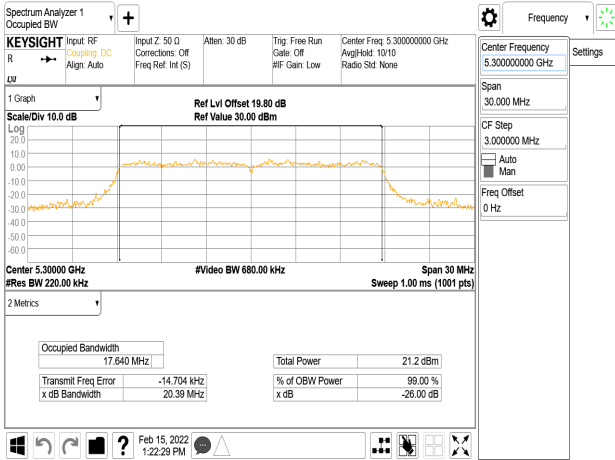 Spectrum Analyzer 1
Occupied BW
Frequency
KEYSIGHT
R
LXI
Input: RF
Coupling: DC
Align: Auto
Input Z: 50 Ω
Corrections: Off
Freq Ref: Int (S)
Atten: 30 dB
Trig: Free Run
Gate: Off
#IF Gain: Low
Center Freq: 5.300000000 GHz
Avg|Hold: 10/10
Radio Std: None
Center Frequency
5.300000000 GHz
Settings
Span
30.000 MHz
CF Step
3.000000 MHz
Auto
Man
Freq Offset
0 Hz
1 Graph
Ref Lvl Offset 19.80 dB
Scale/Div 10.0 dB
Ref Value 30.00 dBm
Log
20.0
10.0
0.00
-10.0
-20.0
-30.0
-40.0
-50.0
-60.0
Center 5.30000 GHz
#Video BW 680.00 kHz
Span 30 MHz
#Res BW 220.00 kHz
Sweep 1.00 ms (1001 pts)
2 Metrics
Occupied Bandwidth
17.640 MHz
Total Power 21.2 dBm
Transmit Freq Error -14.704 kHz
% of OBW Power 99.00 %
x dB Bandwidth 20.39 MHz
x dB -26.00 dB
?
Feb 15, 2022
1:22:29 PM